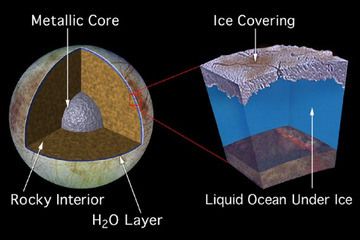 Metallic Core
Ice Covering
Rocky Interior
H₂O Layer
Liquid Ocean Under Ice